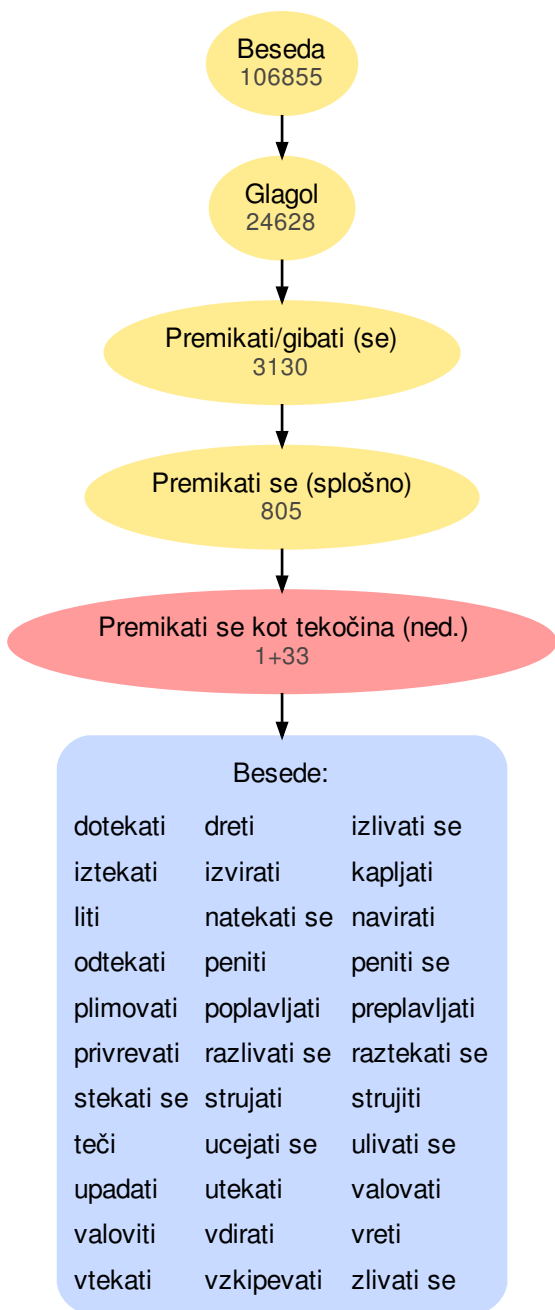 Beseda
106855
Glagol
24628
Premikati/gibati (se)
3130
Premikati se (splošno)
805
Premikati se kot tekočina (ned.)
1+33
Besede:
dotekati dreti izlivati se
iztekati izvirati kapljati
liti natekati se navirati
odtekati peniti peniti se
plimovati poplavljati preplavljati
privrevati razlivati se raztekati se
stekati se strujati strujiti
teči ucejati se ulivati se
upadati utekati valovati
valoviti vdirati vreti
vtekati vzkipevati zlivati se